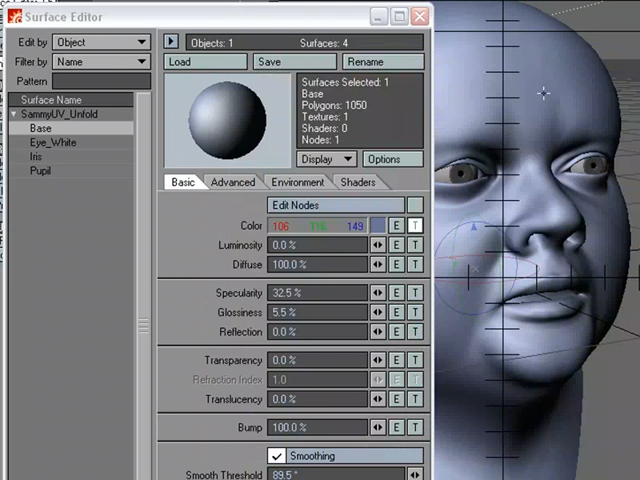 Surface Editor
Edit by Object
Filter by Name
Pattern
Surface Name
SammyUV_Unfold
Base
Eye_White
Iris
Pupil
Objects: 1 Surfaces: 4
Load Save Rename
Surfaces Selected: 1
Base
Polygons: 1050
Textures: 1
Shaders: 0
Nodes: 1
Display Options
Basic Advanced Environment Shaders
Edit Nodes
Color 106 116 149 E T
Luminosity 0.0 % E T
Diffuse 100.0 % E T
Specularity 32.5 % E T
Glossiness 5.5 % E T
Reflection 0.0 % E T
Transparency 0.0 % E T
Refraction Index 1.0 E T
Translucency 0.0 % E T
Bump 100.0 % E T
Smoothing
Smooth Threshold 89.5 °